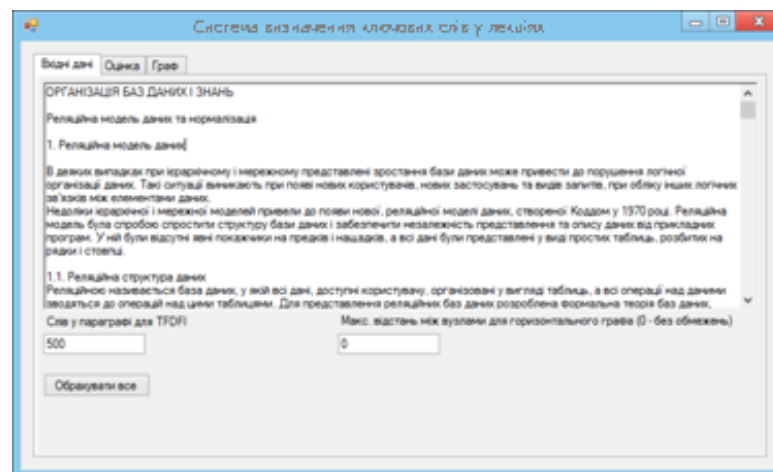 Система визначення ключових слів у лекціях
Вхідні дані Оцінка Граф
ОРГАНІЗАЦІЯ БАЗ ДАНИХ І ЗНАНЬ
Реляційна модель даних та нормалізація
1. Реляційна модель даних
В деяких випадках при ієрархічному і мережному представлені зростання бази даних може привести до порушення логічної
організації даних. Такі ситуації виникають при появі нових користувачів, нових застосувань та видів запитів, при обліку інших логічних
зв'язків між елементами даних.
Недоліки ієрархічної і мережної моделей привели до появи нової, реляційної моделі даних, створеної Коддом у 1970 році. Реляційна
модель була спробою спростити структуру бази даних і забезпечити незалежність представлення та опису даних від прикладних
програм. У ній були відсутні явні покажчики на предків і нащадків, а всі дані були представлені у виді простих таблиць, розбитих на
рядки і стовпці.
1.1. Реляційна структура даних
Реляційною називається база даних, у якій всі дані, доступні користувачу, організовані у вигляді таблиць, а всі операції над даними
зводяться до операцій над цими таблицями. Для представлення реляційних баз даних розроблена формальна теорія баз даних,
Слів у параграфі для TFDFI Макс. відстань між вузлами для горизонтального графа (0 - без обмежень)
500 0
Обракувати все